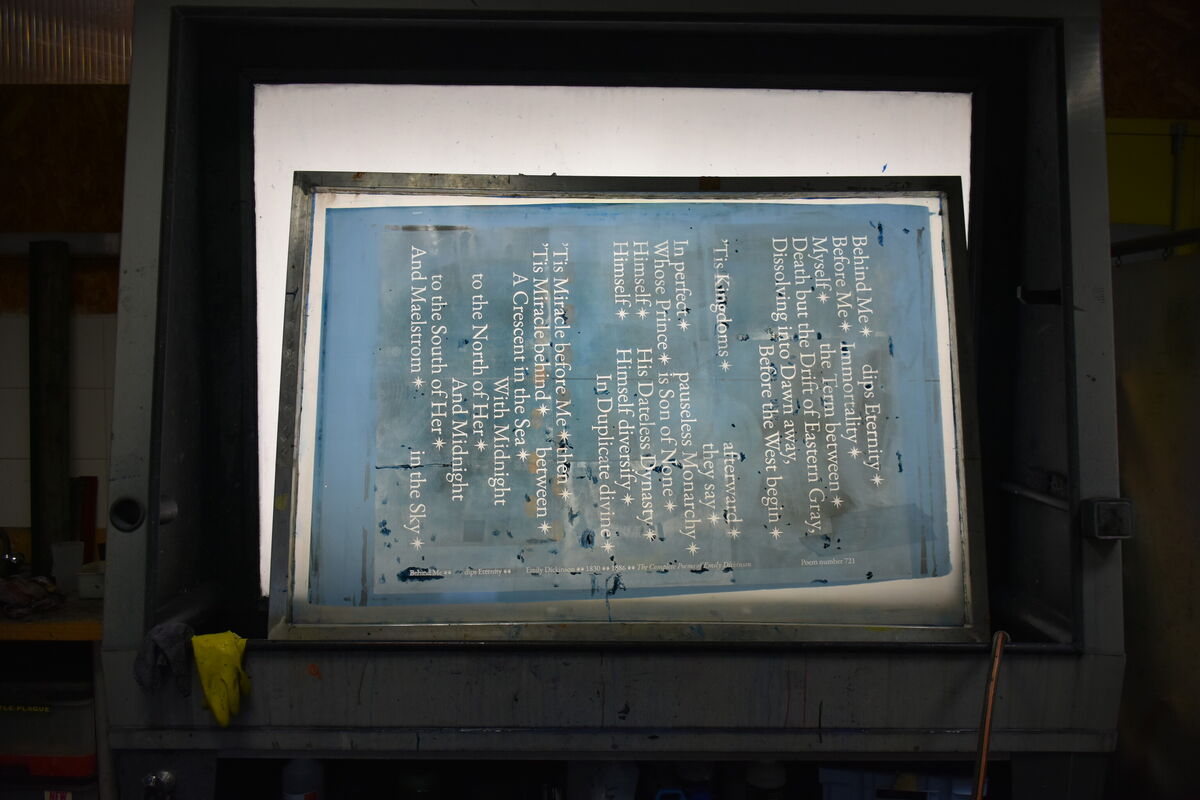 Behind Me✴ dips Eternity✴
Before Me✴ Immortality✴
Myself✴ the Term between✴
Death but the Drift of Eastern Gray,
Dissolving into Dawn away,
Before the West begin✴
’Tis Kingdoms✴ afterward
they say✴
In perfect✴ pauseless Monarchy✴
Whose Prince✴ is Son of None✴
Himself✴ His Dateless Dynasty✴
Himself✴ Himself diversify✴
In Duplicate divine✴
’Tis Miracle before Me✴ then✴
’Tis Miracle behind✴ between✴
A Crescent in the Sea✴
With Midnight
to the North of Her✴
And Midnight
to the South of Her✴
And Maelstrom✴ in the Sky✴
Behind Me✴✴ dips Eternity ✴✴ Emily Dickinson ✴✴ 1830 ✴✴ 1886 ✴✴ The Complete Poems of Emily Dickinson Poem number 721
PLAQUE
NEW